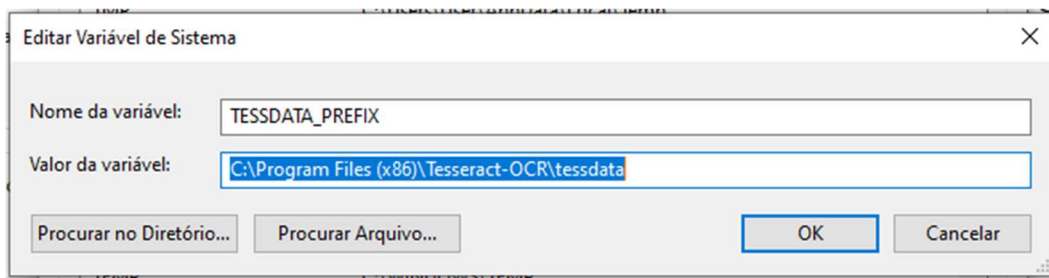 Editar Variável de Sistema
Nome da variável:
TESSDATA_PREFIX
Valor da variável:
C:\Program Files (x86)\Tesseract-OCR\tessdata
Procurar no Diretório...
Procurar Arquivo...
OK
Cancelar